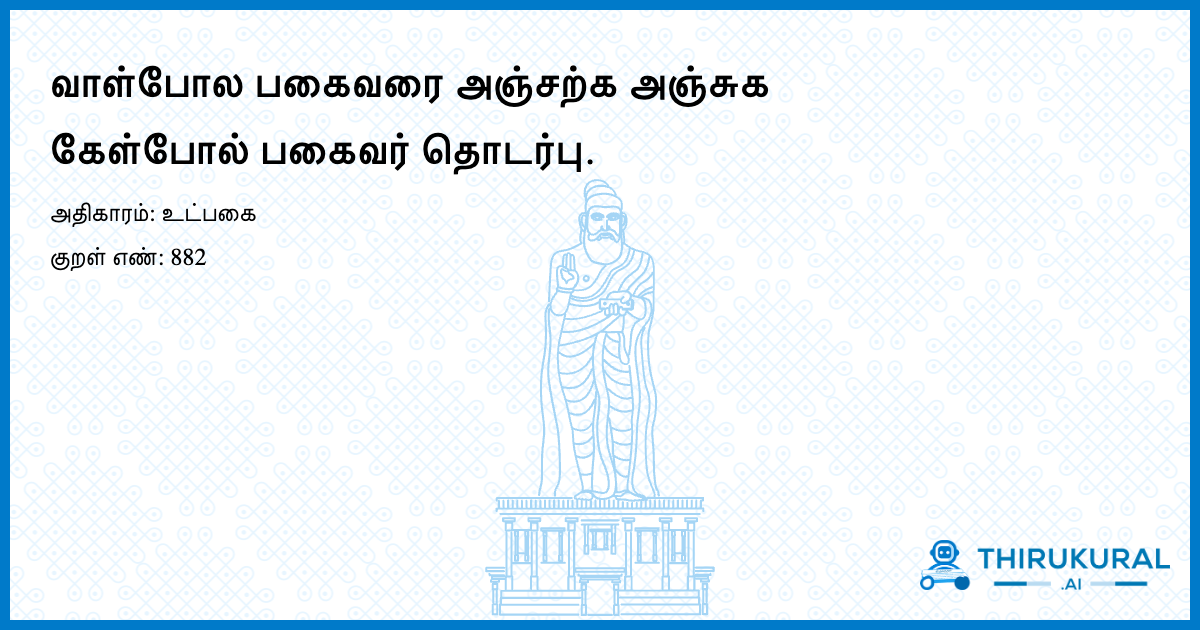 வாள்போல பகைவரை அஞ்சற்க அஞ்சுக
கேள்போல் பகைவர் தொடர்பு.
அதிகாரம்: உட்பகை
குறள் எண்: 882
THIRUKURAL
.AI